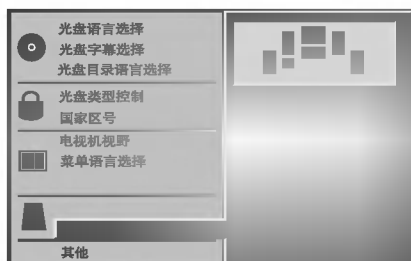 光盘语言选择
光盘字幕选择
光盘目录语言选择
光盘类型控制
国家区号
电视机视野
菜单语言选择
其他